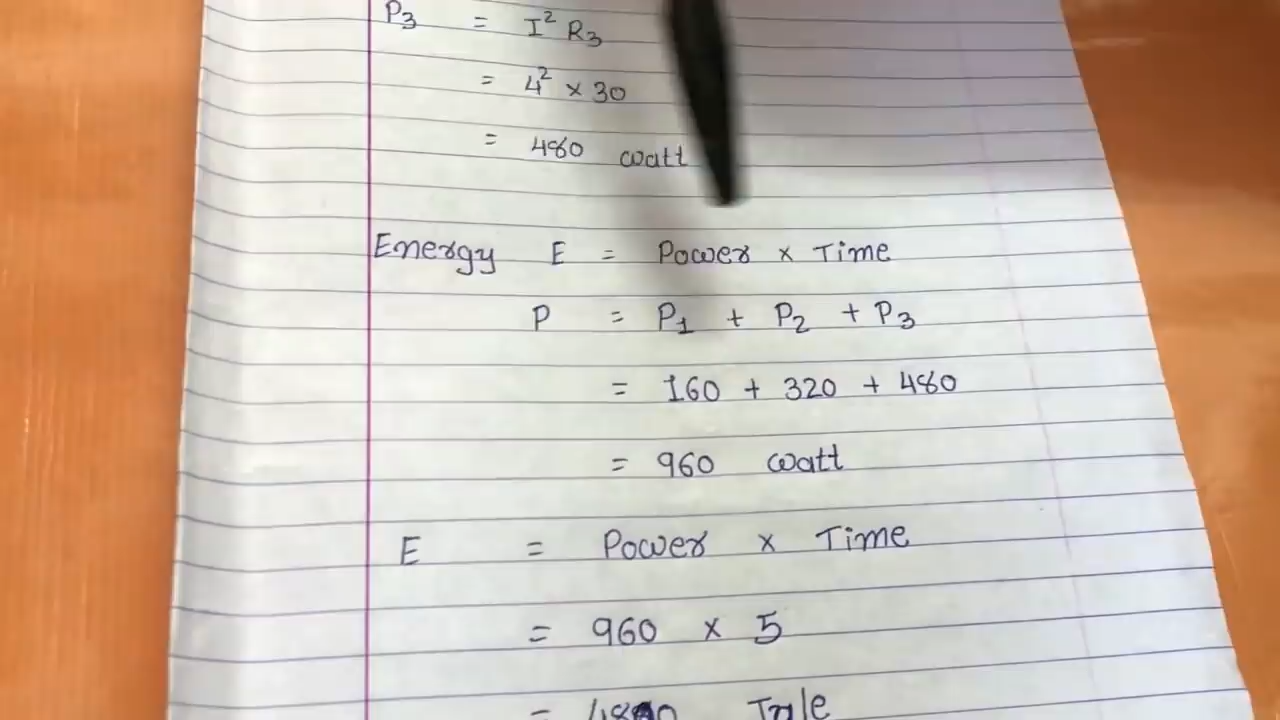 P₃ = I² R₃
= 4² × 30
= 480 watt
Energy E = Power × Time
P = P₁ + P₂ + P₃
= 160 + 320 + 480
= 960 watt
E = Power × Time
= 960 × 5
=